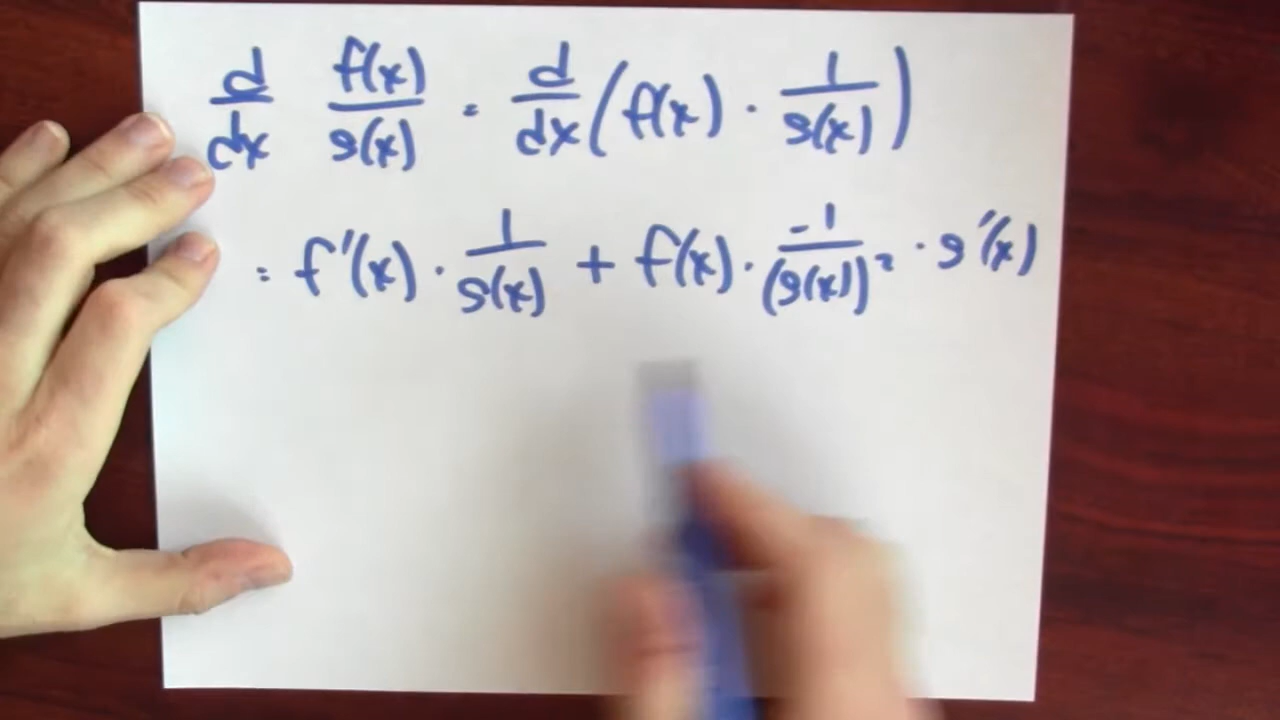 d/dx f(x)/g(x) = d/dx (f(x) · 1/g(x))
= f'(x) · 1/g(x) + f(x) · -1/(g(x))² · g'(x)